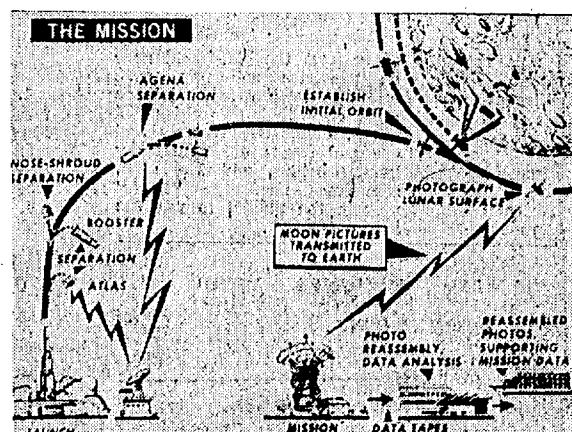 THE MISSION
AGENA
SEPARATION
ESTABLISH
INITIAL ORBIT
NOSE-SHROUD
SEPARATION
PHOTOGRAPH
LUNAR SURFACE
BOOSTER
SEPARATION
ATLAS
MOON PICTURES
TRANSMITTED
TO EARTH
PHOTO
REASSEMBLY,
DATA ANALYSIS
REASSEMBLED
PHOTOS,
SUPPORTING
MISSION DATA
LAUNCH
MISSION
DATA TAPES